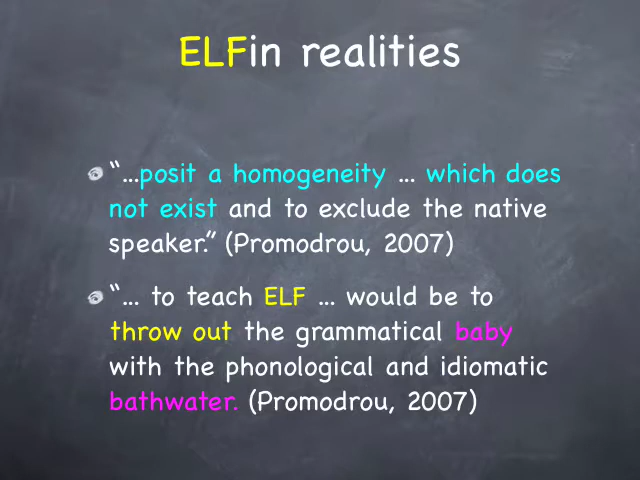 ELFin realities
“...posit a homogeneity ... which does
not exist and to exclude the native
speaker.” (Promodrou, 2007)
“... to teach ELF ... would be to
throw out the grammatical baby
with the phonological and idiomatic
bathwater. (Promodrou, 2007)